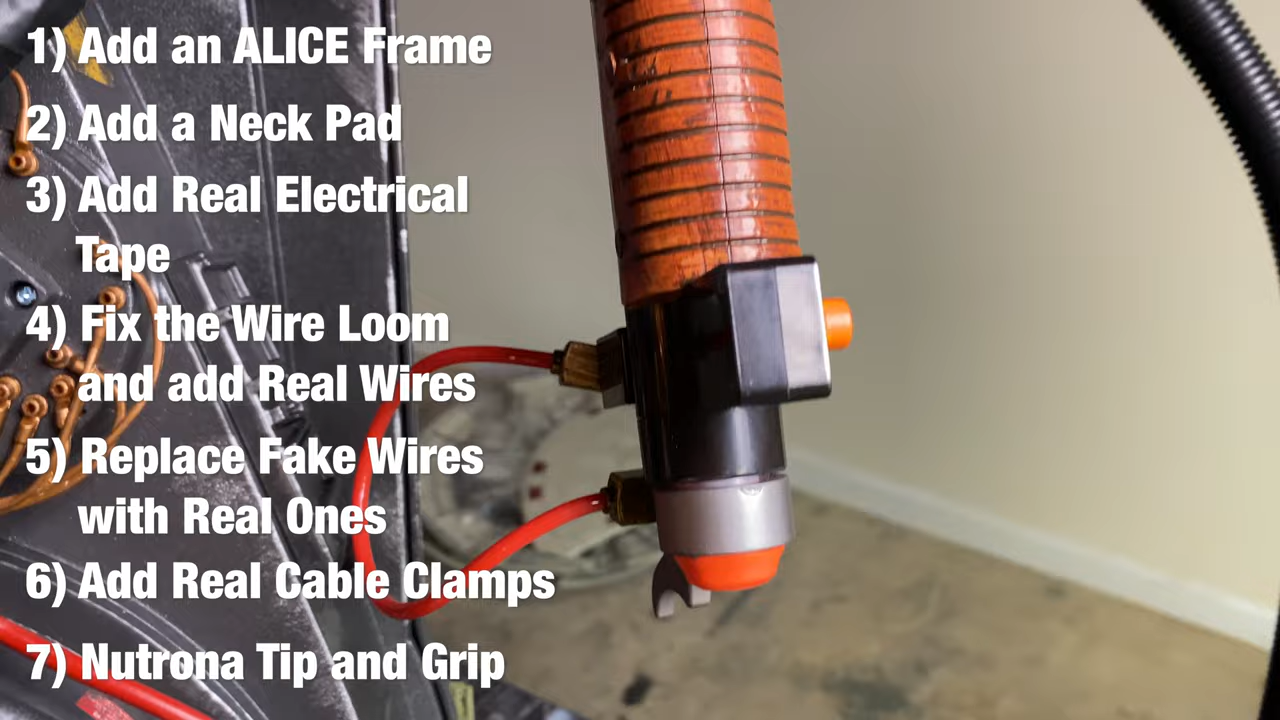 1) Add an ALICE Frame
2) Add a Neck Pad
3) Add Real Electrical
Tape
4) Fix the Wire Loom
and add Real Wires
5) Replace Fake Wires
with Real Ones
6) Add Real Cable Clamps
7) Nutrona Tip and Grip